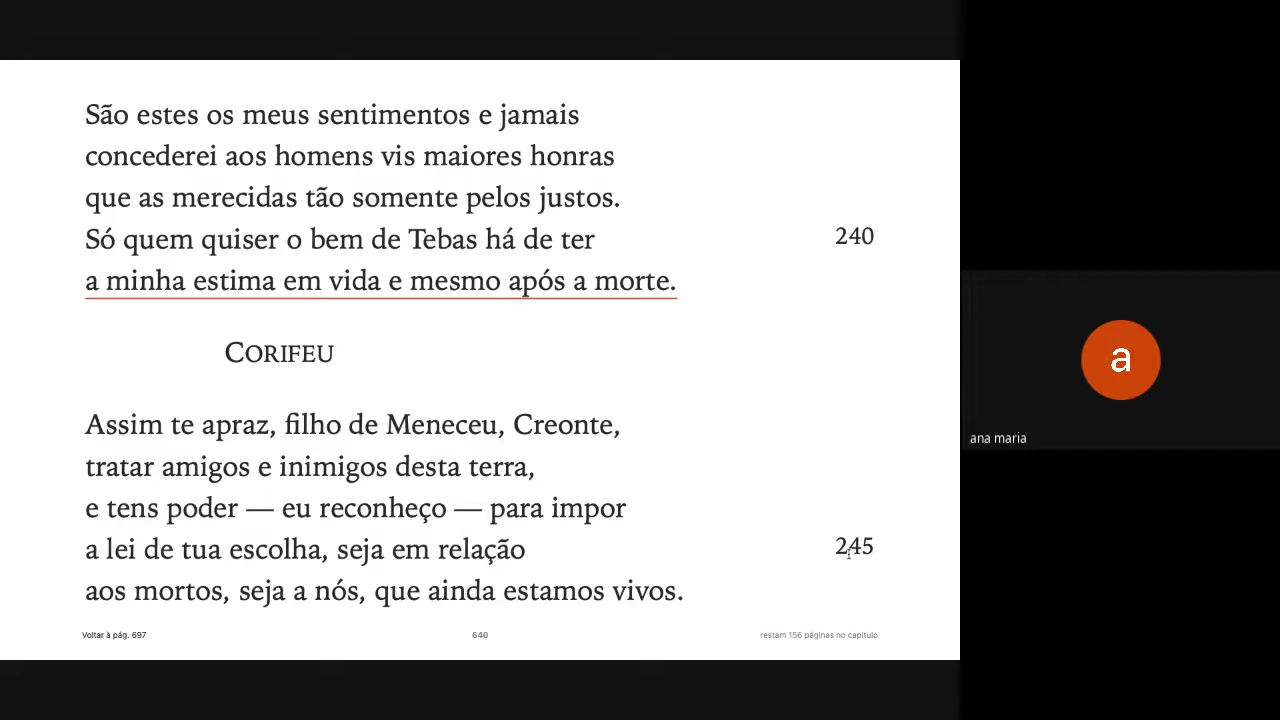 São estes os meus sentimentos e jamais
concederei aos homens vis maiores honras
que as merecidas tão somente pelos justos.
Só quem quiser o bem de Tebas há de ter 240
a minha estima em vida e mesmo após a morte.
CORIFEU
Assim te apraz, filho de Meneceu, Creonte,
tratar amigos e inimigos desta terra,
e tens poder — eu reconheço — para impor
a lei de tua escolha, seja em relação 245
aos mortos, seja a nós, que ainda estamos vivos.
Voltar à pág. 697 640 restam 156 páginas no capítulo
a
ana maria